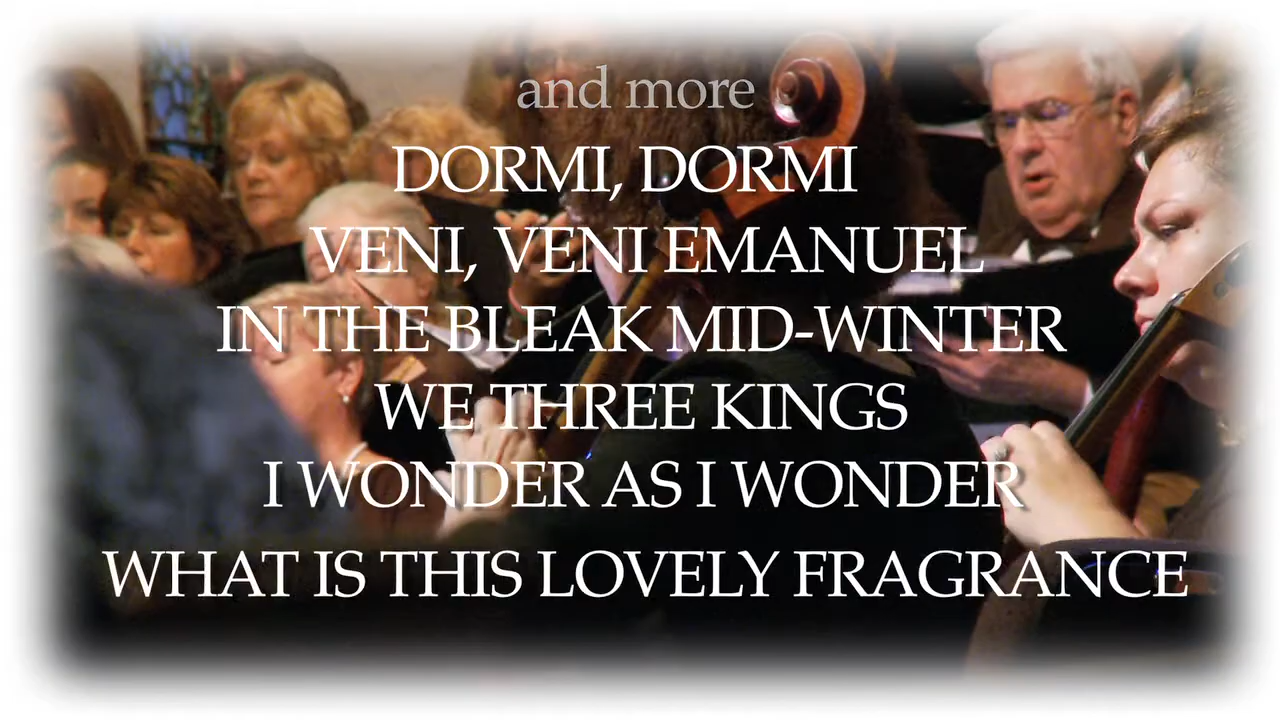 and more
DORMI, DORMI
VENI, VENI EMANUEL
IN THE BLEAK MID-WINTER
WE THREE KINGS
I WONDER AS I WONDER
WHAT IS THIS LOVELY FRAGRANCE